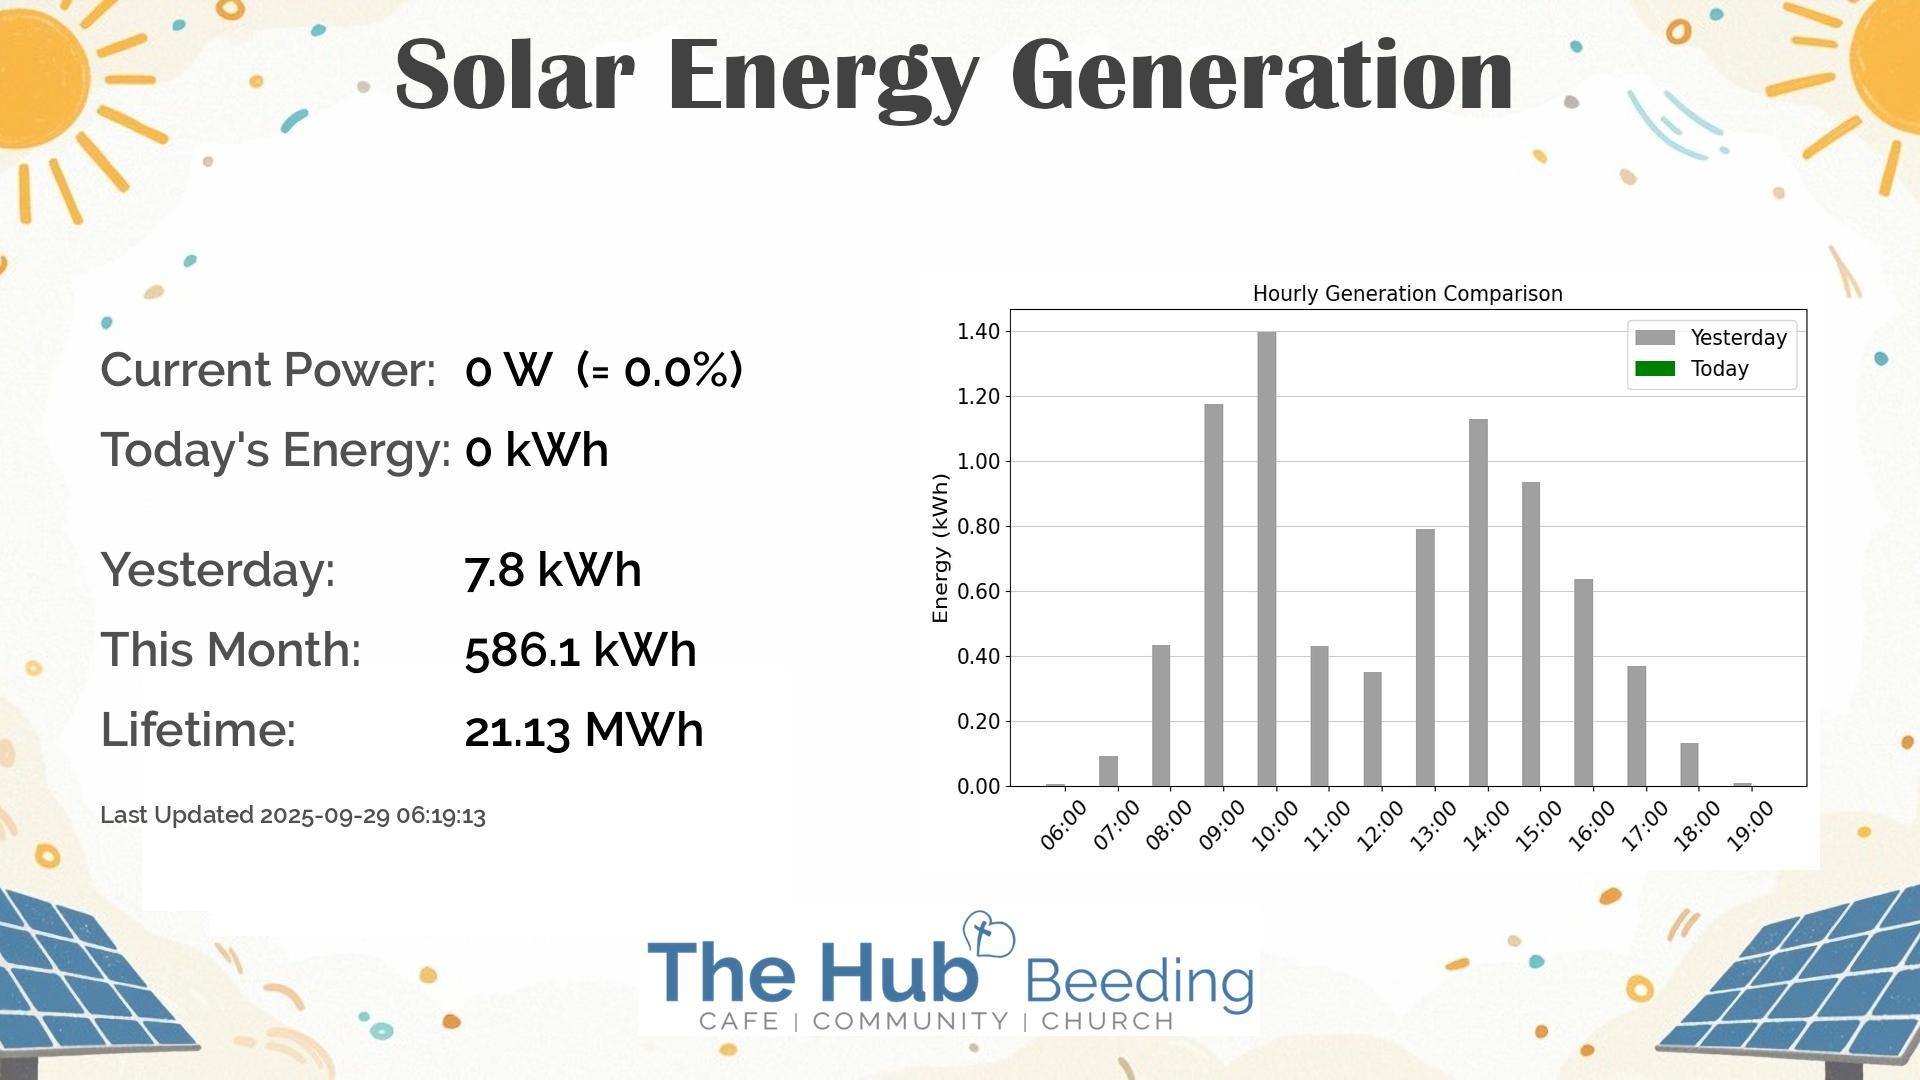 Solar Energy Generation
Current Power: 0 W (= 0.0%)
Today's Energy: 0 kWh
Yesterday: 7.8 kWh
This Month: 586.1 kWh
Lifetime: 21.13 MWh
Last Updated 2025-09-29 06:19:13
Hourly Generation Comparison
Yesterday
Today
Energy (kWh)
1.40
1.20
1.00
0.80
0.60
0.40
0.20
0.00
06:00 07:00 08:00 09:00 10:00 11:00 12:00 13:00 14:00 15:00 16:00 17:00 18:00 19:00
The Hub Beeding
CAFE | COMMUNITY | CHURCH